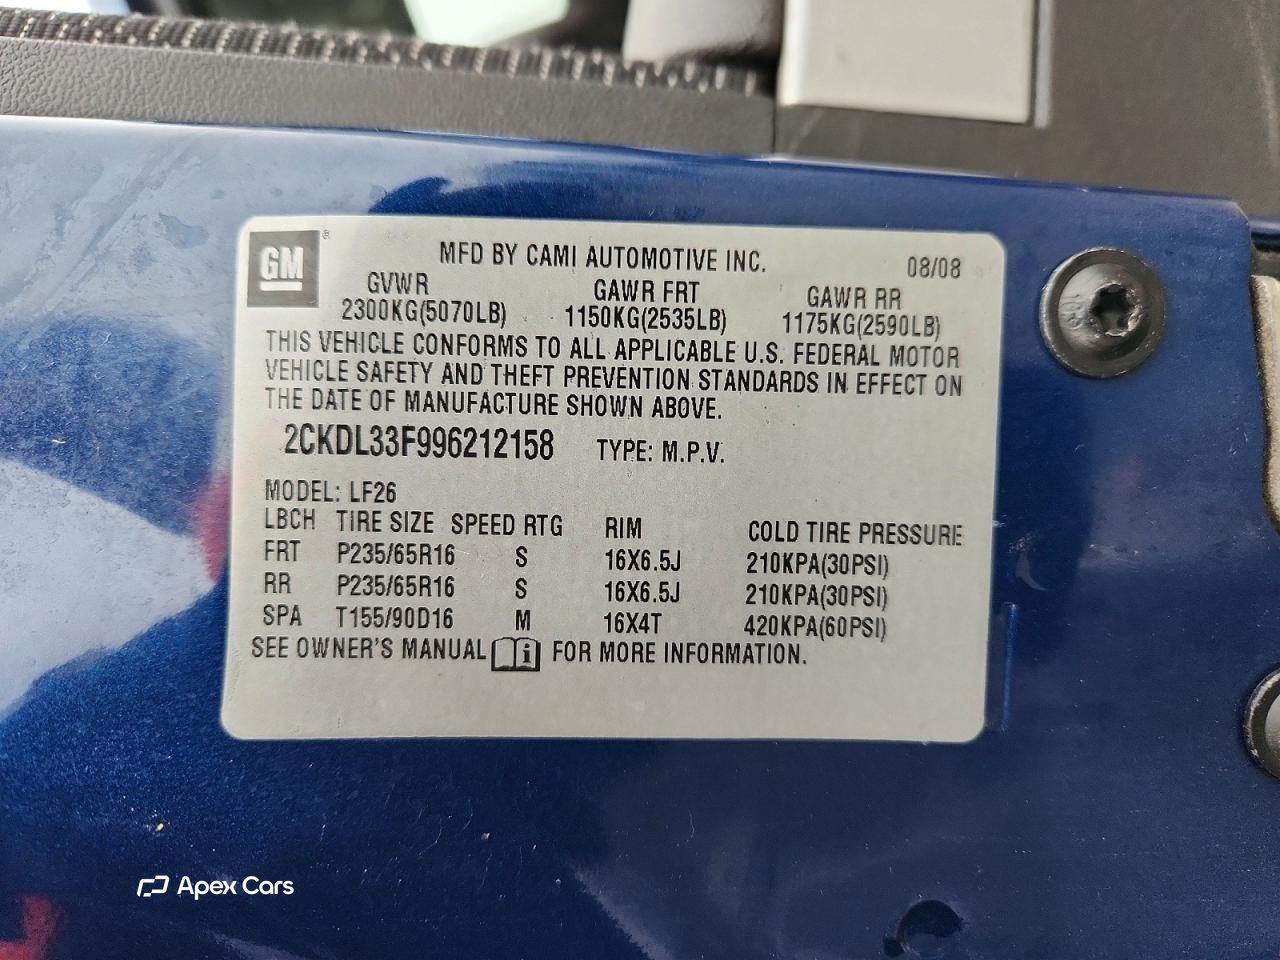 GM ®
MFD BY CAMI AUTOMOTIVE INC. 08/08
GVWR GAWR FRT GAWR RR
2300KG(5070LB) 1150KG(2535LB) 1175KG(2590LB)
THIS VEHICLE CONFORMS TO ALL APPLICABLE U.S. FEDERAL MOTOR
VEHICLE SAFETY AND THEFT PREVENTION STANDARDS IN EFFECT ON
THE DATE OF MANUFACTURE SHOWN ABOVE.
2CKDL33F996212158 TYPE: M.P.V.
MODEL: LF26
LBCH TIRE SIZE SPEED RTG RIM COLD TIRE PRESSURE
FRT P235/65R16 S 16X6.5J 210KPA(30PSI)
RR P235/65R16 S 16X6.5J 210KPA(30PSI)
SPA T155/90D16 M 16X4T 420KPA(60PSI)
SEE OWNER'S MANUAL i FOR MORE INFORMATION.
Apex Cars